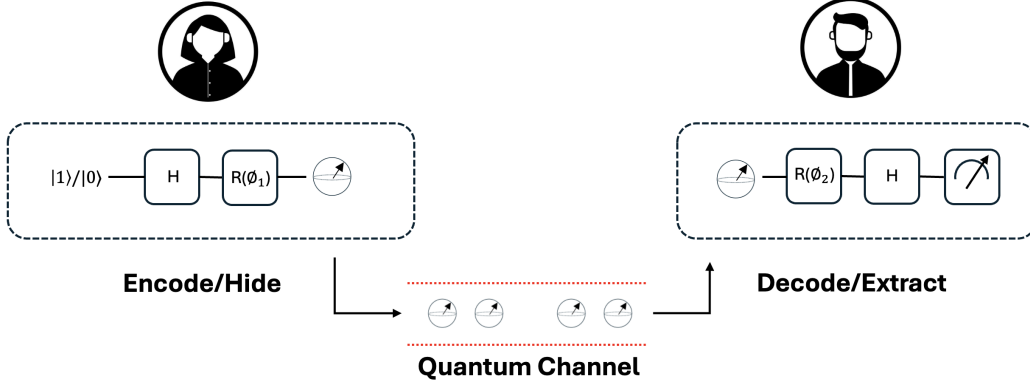 |1⟩/|0⟩ H R(∅₁)
R(∅₂) H
Encode/Hide
Decode/Extract
Quantum Channel